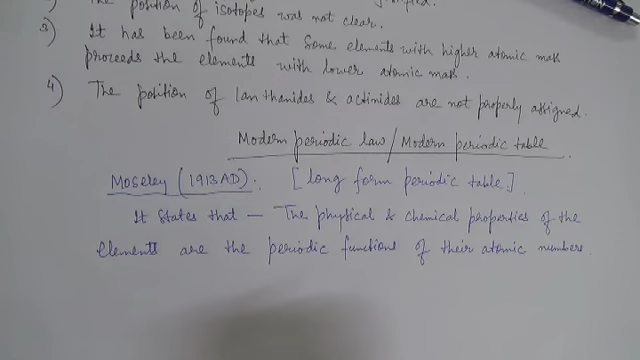 The position of isotopes was not clear.
3) It has been found that some elements with higher atomic mass
proceeds the elements with lower atomic mass.
4) The position of lanthanides & actinides are not properly assigned.
Modern periodic law/Modern periodic table
Moseley (1913AD). [long form periodic table.]
It states that — The physical & chemical properties of the
elements are the periodic functions of their atomic numbers.